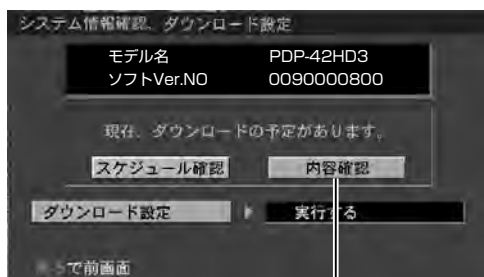 システム情報確認、ダウンロード設定
モデル名 PDP-42HD3
ソフトVer.NO 0090000800
現在、ダウンロードの予定があります。
スケジュール確認 内容確認
ダウンロード設定 実行する
で前画面